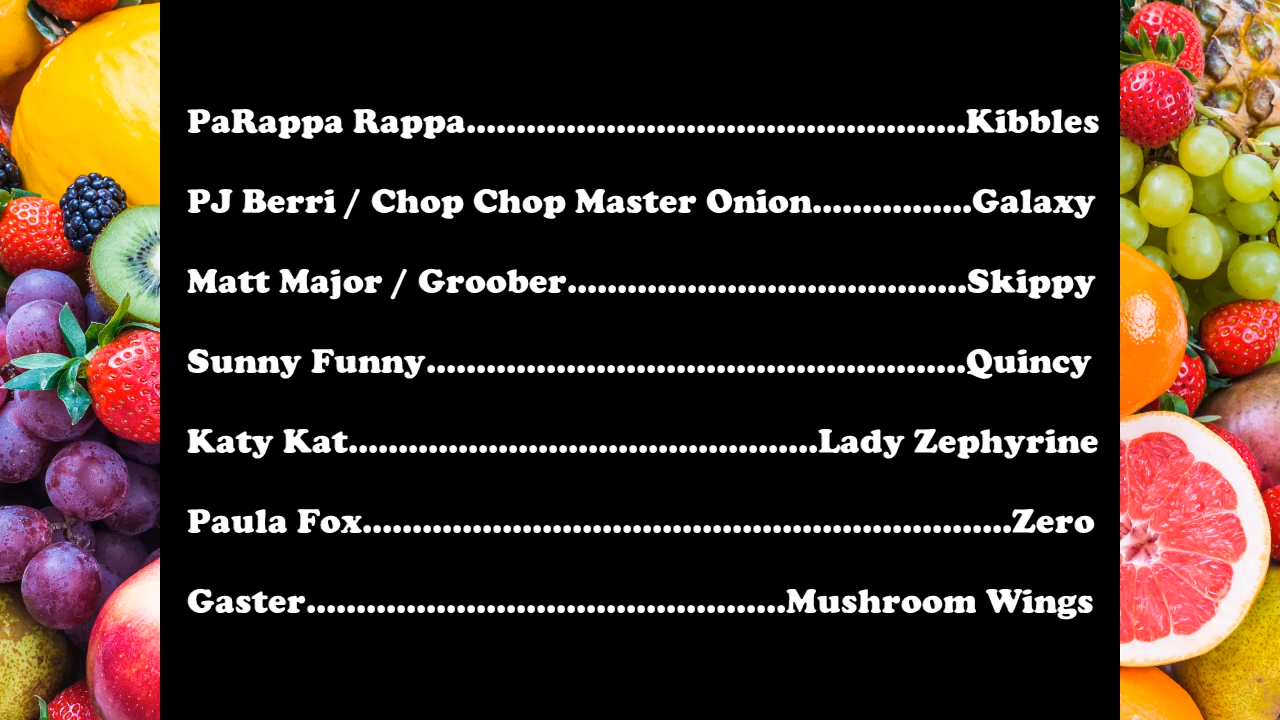 PaRappa Rappa..................................................Kibbles
PJ Berri / Chop Chop Master Onion................Galaxy
Matt Major / Groober........................................Skippy
Sunny Funny......................................................Quincy
Katy Kat...............................................Lady Zephyrine
Paula Fox.................................................................Zero
Gaster................................................Mushroom Wings